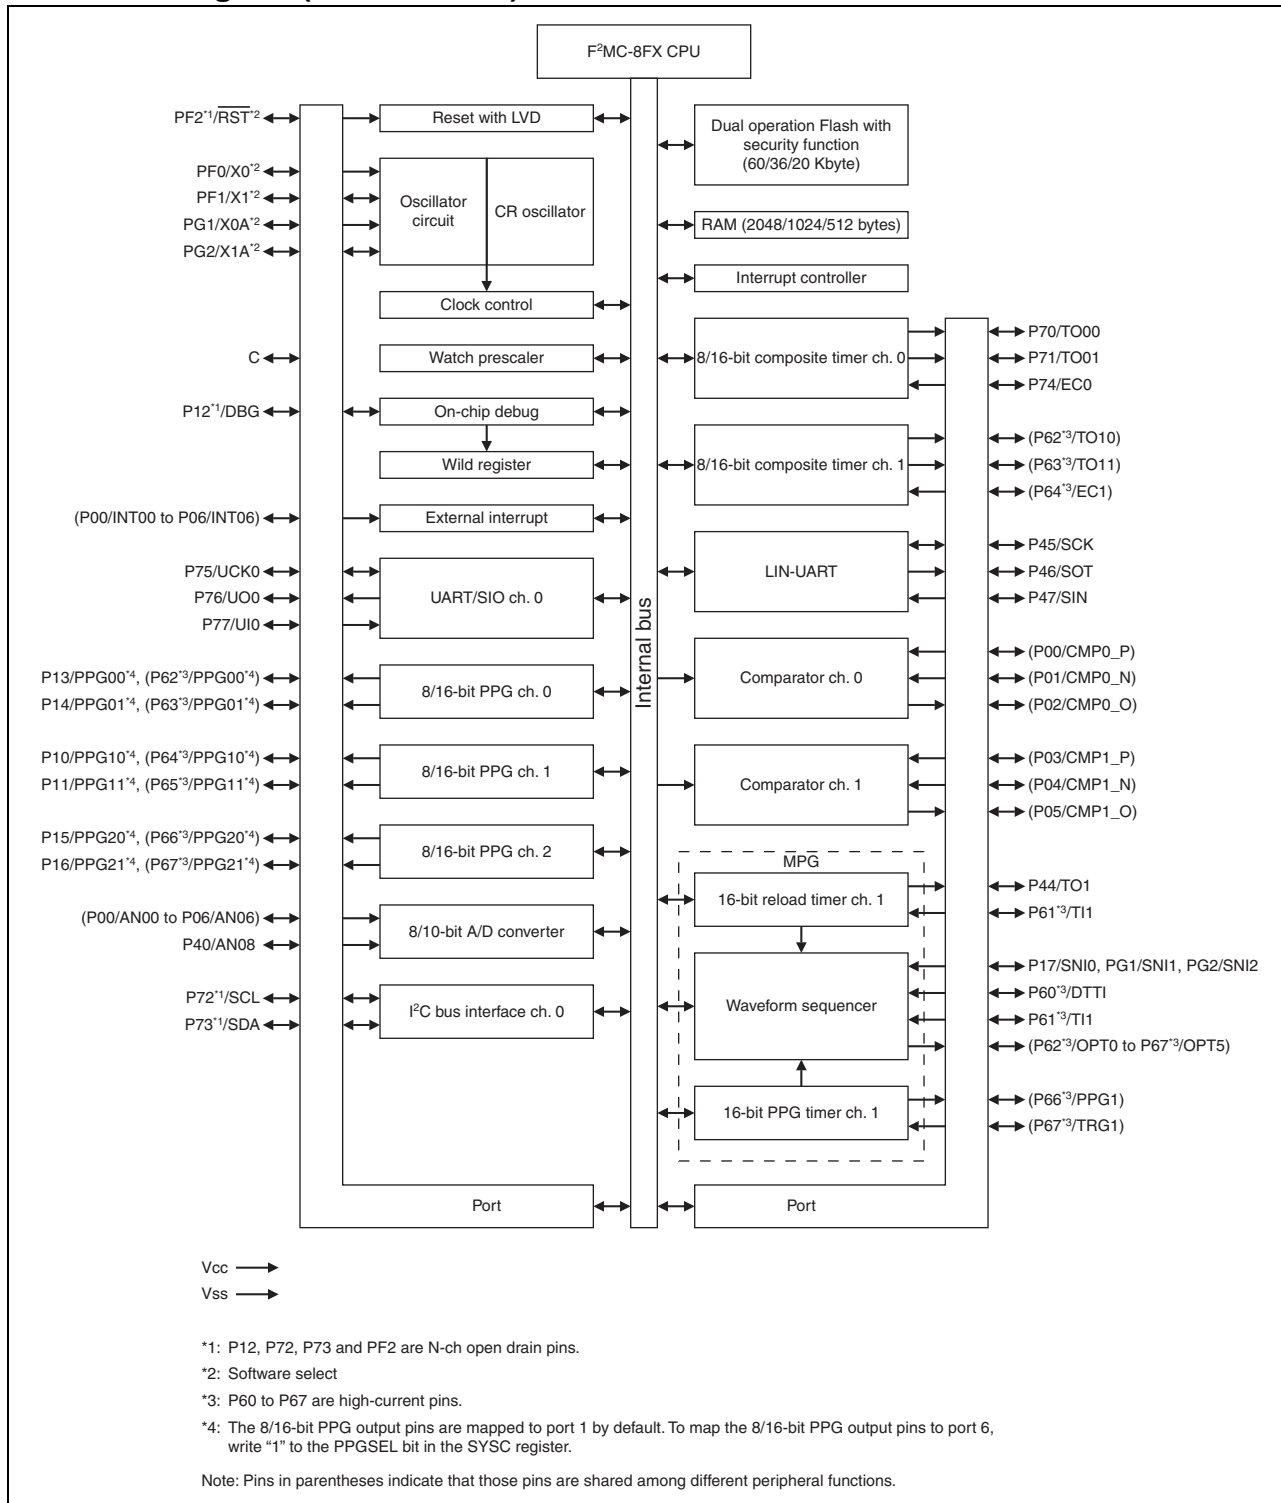 F²MC-8FX CPU
PF2*1/RST*2
Reset with LVD
Dual operation Flash with
security function
(60/36/20 Kbyte)
PF0/X0*2
PF1/X1*2
PG1/X0A*2
PG2/X1A*2
Oscillator
circuit
CR oscillator
RAM (2048/1024/512 bytes)
Interrupt controller
Clock control
C
Watch prescaler
8/16-bit composite timer ch. 0
P70/TO00
P71/TO01
P74/EC0
P12*1/DBG
On-chip debug
Wild register
8/16-bit composite timer ch. 1
(P62*3/TO10)
(P63*3/TO11)
(P64*3/EC1)
(P00/INT00 to P06/INT06)
External interrupt
P75/UCK0
P76/UO0
P77/UI0
UART/SIO ch. 0
Internal bus
LIN-UART
P45/SCK
P46/SOT
P47/SIN
P13/PPG00*4, (P62*3/PPG00*4)
P14/PPG01*4, (P63*3/PPG01*4)
8/16-bit PPG ch. 0
Comparator ch. 0
(P00/CMP0_P)
(P01/CMP0_N)
(P02/CMP0_O)
P10/PPG10*4, (P64*3/PPG10*4)
P11/PPG11*4, (P65*3/PPG11*4)
8/16-bit PPG ch. 1
Comparator ch. 1
(P03/CMP1_P)
(P04/CMP1_N)
(P05/CMP1_O)
P15/PPG20*4, (P66*3/PPG20*4)
P16/PPG21*4, (P67*3/PPG21*4)
8/16-bit PPG ch. 2
MPG
16-bit reload timer ch. 1
P44/TO1
P61*3/TI1
(P00/AN00 to P06/AN06)
P40/AN08
8/10-bit A/D converter
Waveform sequencer
P17/SNI0, PG1/SNI1, PG2/SNI2
P60*3/DTTI
P61*3/TI1
(P62*3/OPT0 to P67*3/OPT5)
P72*1/SCL
P73*1/SDA
I²C bus interface ch. 0
16-bit PPG timer ch. 1
(P66*3/PPG1)
(P67*3/TRG1)
Port
Port
Vcc
Vss
*1: P12, P72, P73 and PF2 are N-ch open drain pins.
*2: Software select
*3: P60 to P67 are high-current pins.
*4: The 8/16-bit PPG output pins are mapped to port 1 by default. To map the 8/16-bit PPG output pins to port 6,
write “1” to the PPGSEL bit in the SYSC register.
Note: Pins in parentheses indicate that those pins are shared among different peripheral functions.